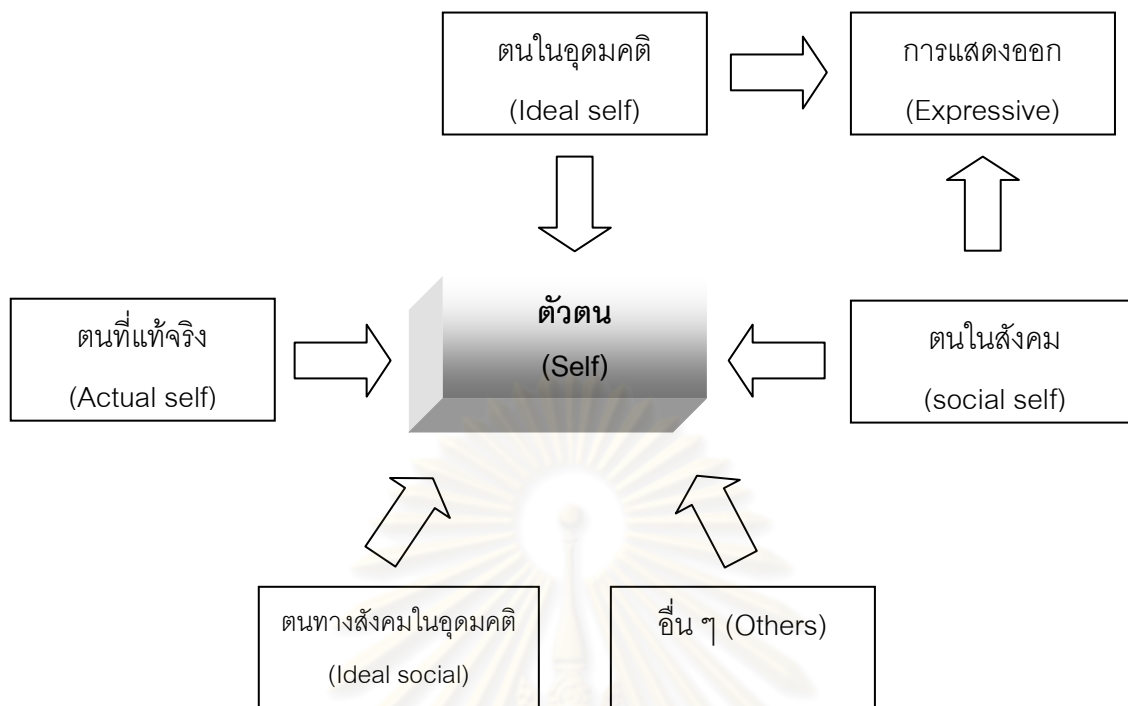 ตนในอุดมคติ
(Ideal self)
การแสดงออก
(Expressive)
ตนที่แท้จริง
(Actual self)
ตัวตน
(Self)
ตนในสังคม
(social self)
ตนทางสังคมในอุดมคติ
(Ideal social)
อื่น ๆ (Others)